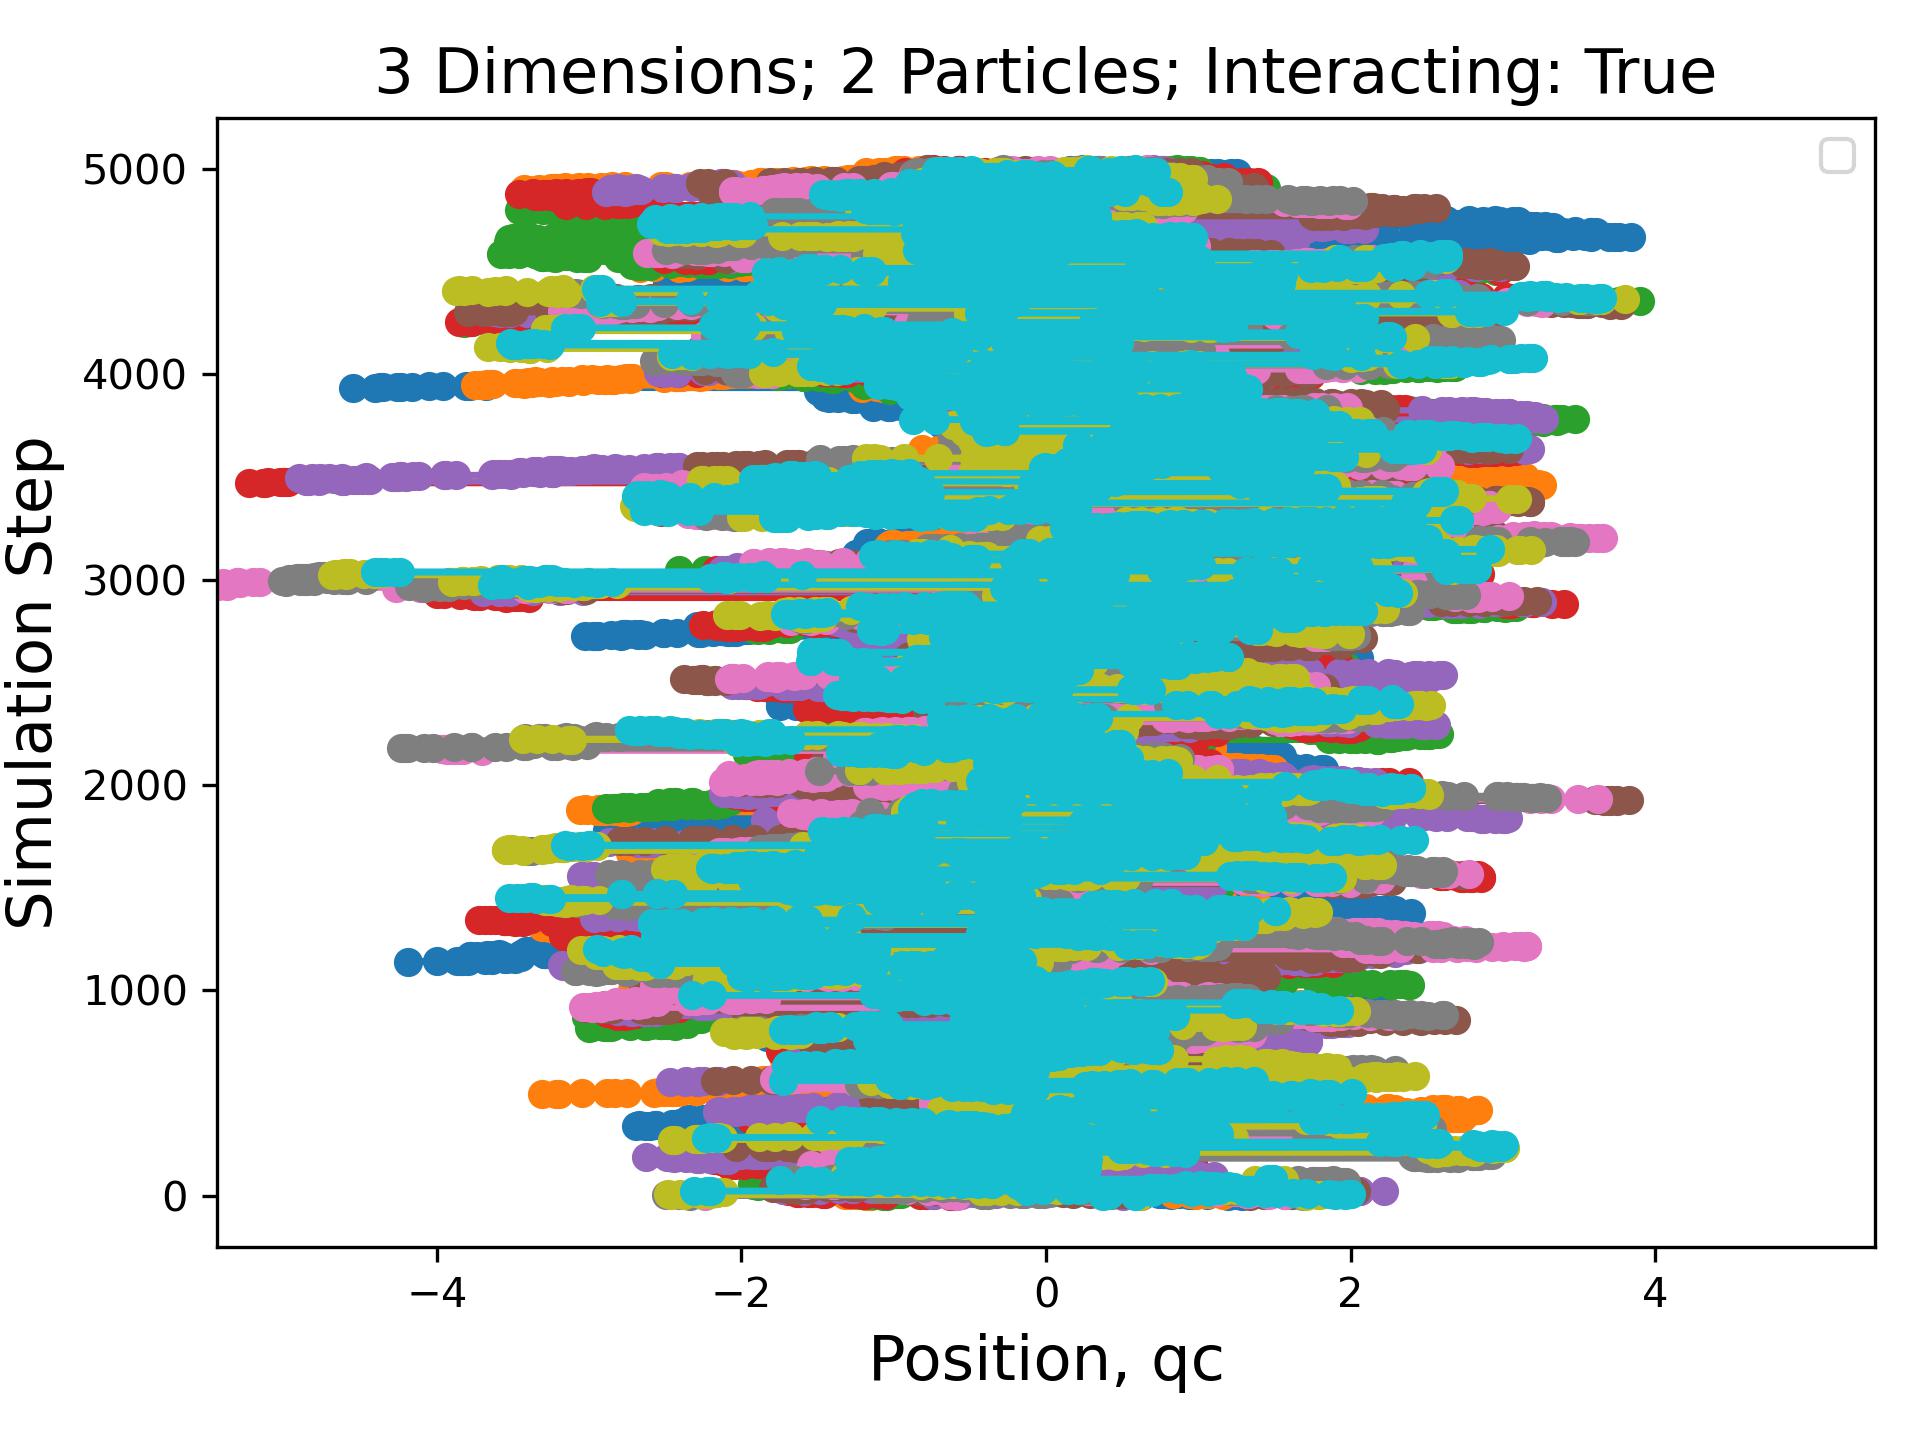 3 Dimensions; 2 Particles; Interacting: True
5000
4000
3000
2000
1000
0
Simulation Step
−4 −2 0 2 4
Position, qc